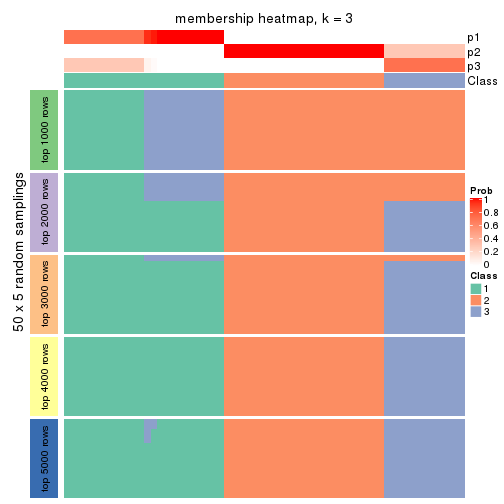 membership heatmap, k = 3
p1
p2
p3
Class
50 x 5 random samplings
top 1000 rows
top 2000 rows
top 3000 rows
top 4000 rows
top 5000 rows
Prob
1
0.8
0.6
0.4
0.2
0
Class
1
2
3